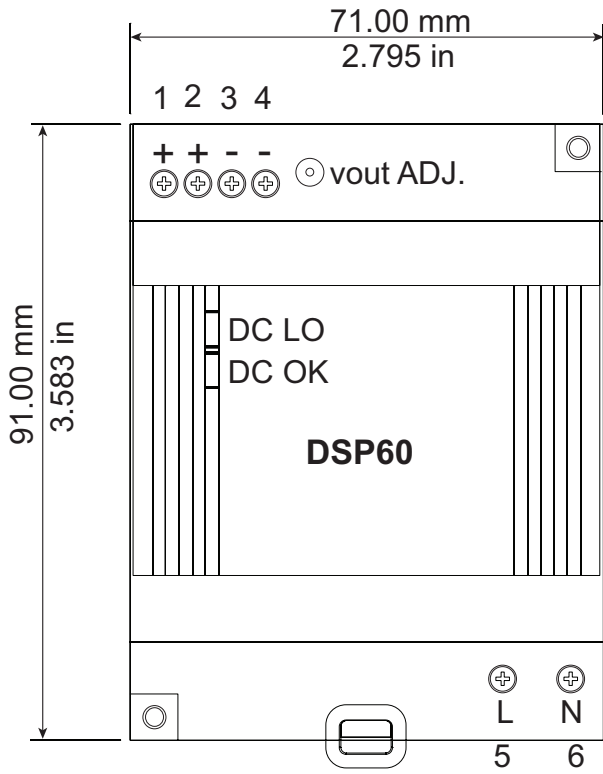 71.00 mm
2.795 in
1 2 3 4
+ + - -
vout ADJ.
91.00 mm
3.583 in
DC LO
DC OK
DSP60
L N
5 6